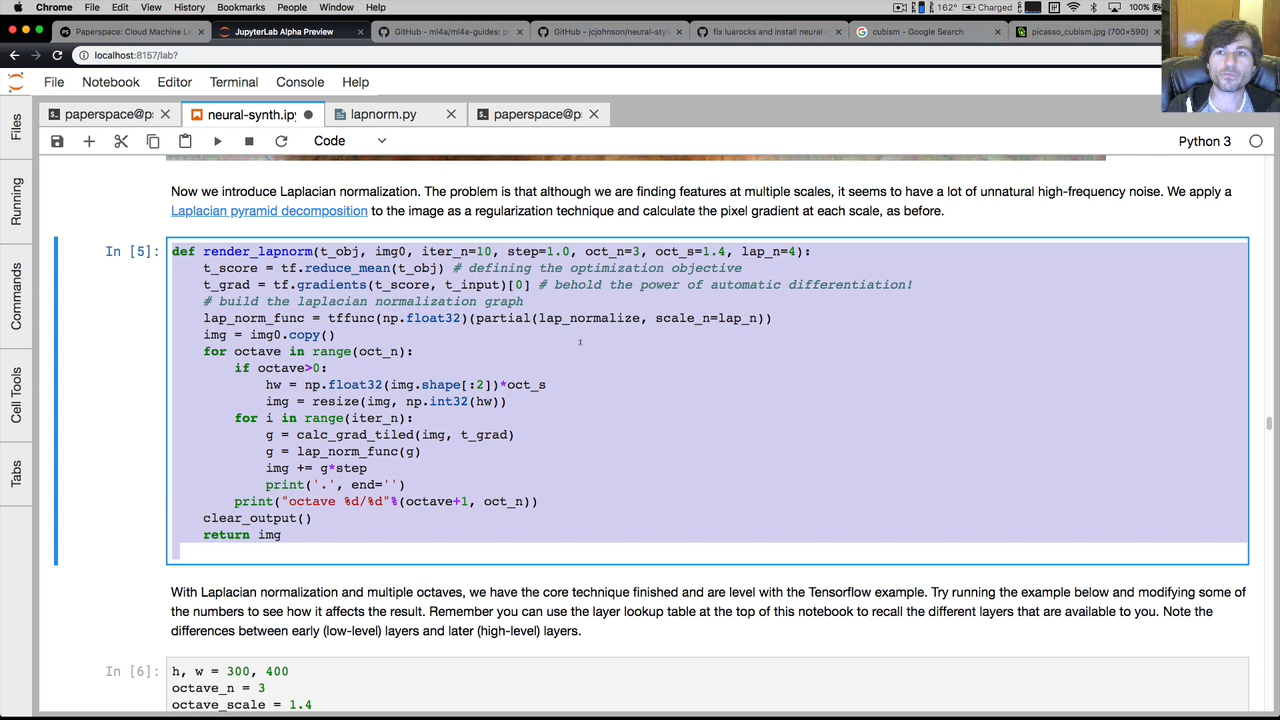 Chrome File Edit View History Bookmarks People Window Help 162° Charged 100%
Paperspace: Cloud Machine Le JupyterLab Alpha Preview GitHub - ml4a/ml4a-guides: pr GitHub - jcjohnson/neural-styl fix luarocks and install neural- cubism - Google Search picasso_cubism.jpg (700×590)
localhost:8157/lab?
File Notebook Editor Terminal Console Help
Files Running Commands Cell Tools Tabs
paperspace@ps neural-synth.ipy lapnorm.py paperspace@ps
Code Python 3
Now we introduce Laplacian normalization. The problem is that although we are finding features at multiple scales, it seems to have a lot of unnatural high-frequency noise. We apply a
Laplacian pyramid decomposition to the image as a regularization technique and calculate the pixel gradient at each scale, as before.
In [5]: def render_lapnorm(t_obj, img0, iter_n=10, step=1.0, oct_n=3, oct_s=1.4, lap_n=4):
t_score = tf.reduce_mean(t_obj) # defining the optimization objective
t_grad = tf.gradients(t_score, t_input)[0] # behold the power of automatic differentiation!
# build the laplacian normalization graph
lap_norm_func = tffunc(np.float32)(partial(lap_normalize, scale_n=lap_n))
img = img0.copy()
for octave in range(oct_n):
if octave>0:
hw = np.float32(img.shape[:2])*oct_s
img = resize(img, np.int32(hw))
for i in range(iter_n):
g = calc_grad_tiled(img, t_grad)
g = lap_norm_func(g)
img += g*step
print('.', end='')
print("octave %d/%d"%(octave+1, oct_n))
clear_output()
return img
With Laplacian normalization and multiple octaves, we have the core technique finished and are level with the Tensorflow example. Try running the example below and modifying some of
the numbers to see how it affects the result. Remember you can use the layer lookup table at the top of this notebook to recall the different layers that are available to you. Note the
differences between early (low-level) layers and later (high-level) layers.
In [6]: h, w = 300, 400
octave_n = 3
octave_scale = 1.4